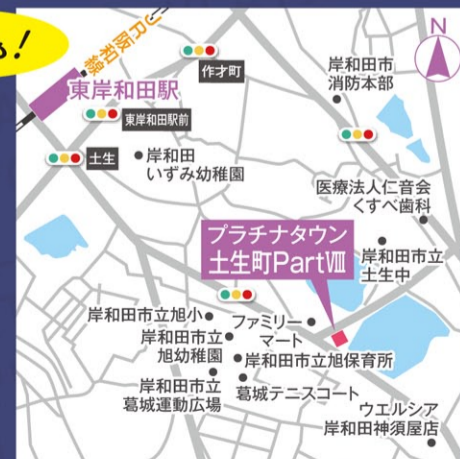 !
N
JR阪和線
作才町
岸和田市
消防本部
東岸和田駅
東岸和田駅前
土生
岸和田
いずみ幼稚園
医療法人仁音会
くすべ歯科
プラチナタウン
土生町PartⅧ
岸和田市立
土生中
岸和田市立旭小
ファミリー
マート
岸和田市立
旭幼稚園
岸和田市立旭保育所
岸和田市立
葛城運動広場
葛城テニスコート
ウエルシア
岸和田神須屋店